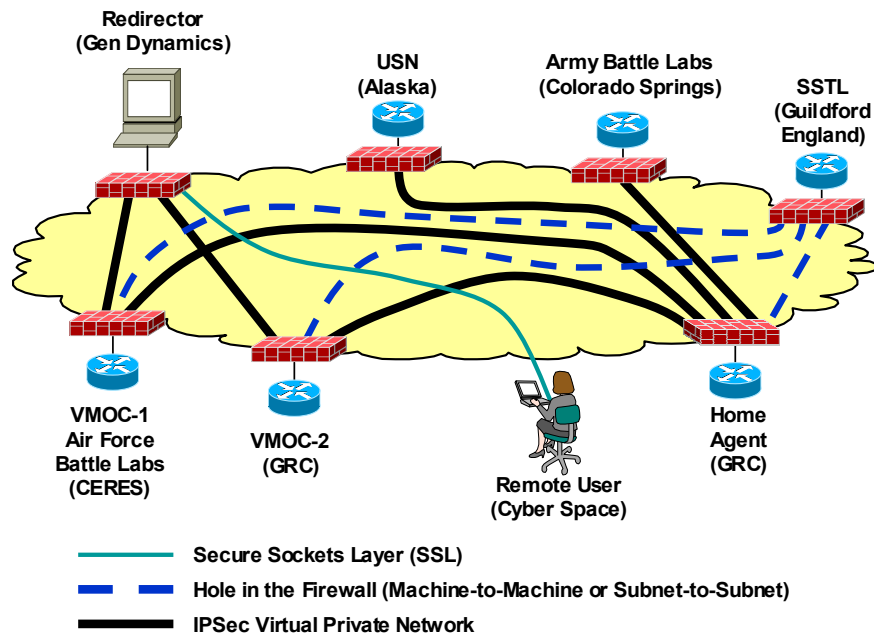 Redirector
(Gen Dynamics)
USN
(Alaska)
Army Battle Labs
(Colorado Springs)
SSTL
(Guildford
England)
VMOC-1
Air Force
Battle Labs
(CERES)
VMOC-2
(GRC)
Remote User
(Cyber Space)
Home
Agent
(GRC)
Secure Sockets Layer (SSL)
Hole in the Firewall (Machine-to-Machine or Subnet-to-Subnet)
IPSec Virtual Private Network